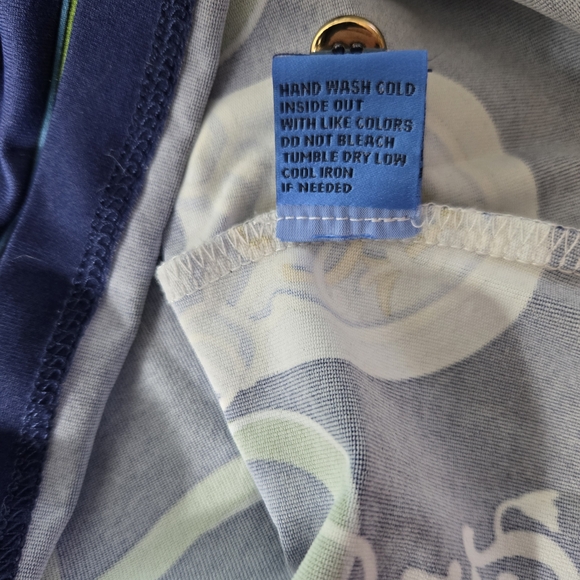 HAND WASH COLD
INSIDE OUT
WITH LIKE COLORS
DO NOT BLEACH
TUMBLE DRY LOW
COOL IRON
IF NEEDED